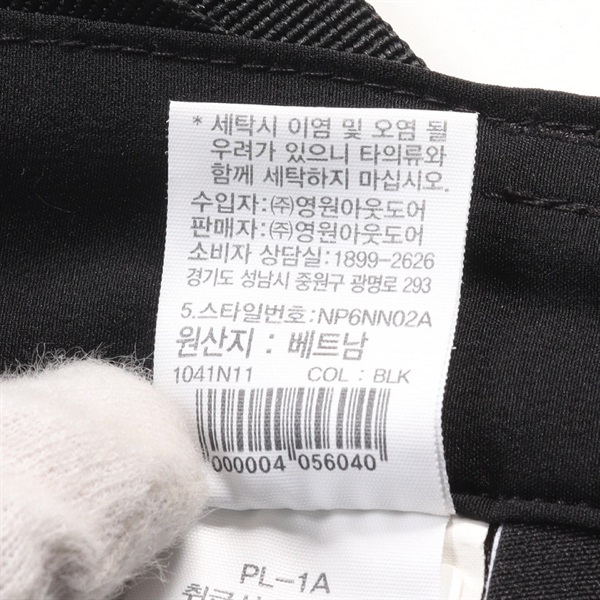 * 세탁시 이염 및 오염 될
우려가 있으니 타의류와
함께 세탁하지 마십시오.
수입자:㈜영원아웃도어
판매자:㈜영원아웃도어
소비자 상담실:1899-2626
경기도 성남시 중원구 광명로 293
5.스타일번호:NP6NN02A
원산지 : 베트남
1041N11 COL : BLK
000004 056040
PL-1A